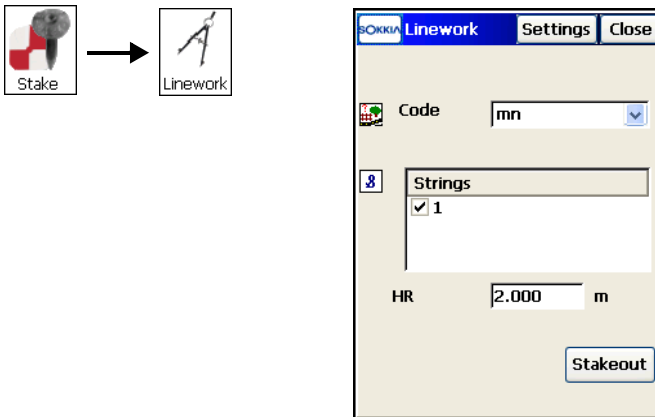 Stake
Linework
SOKKIA Linework Settings Close
Code mn
Strings
1
HR 2.000 m
Stakeout